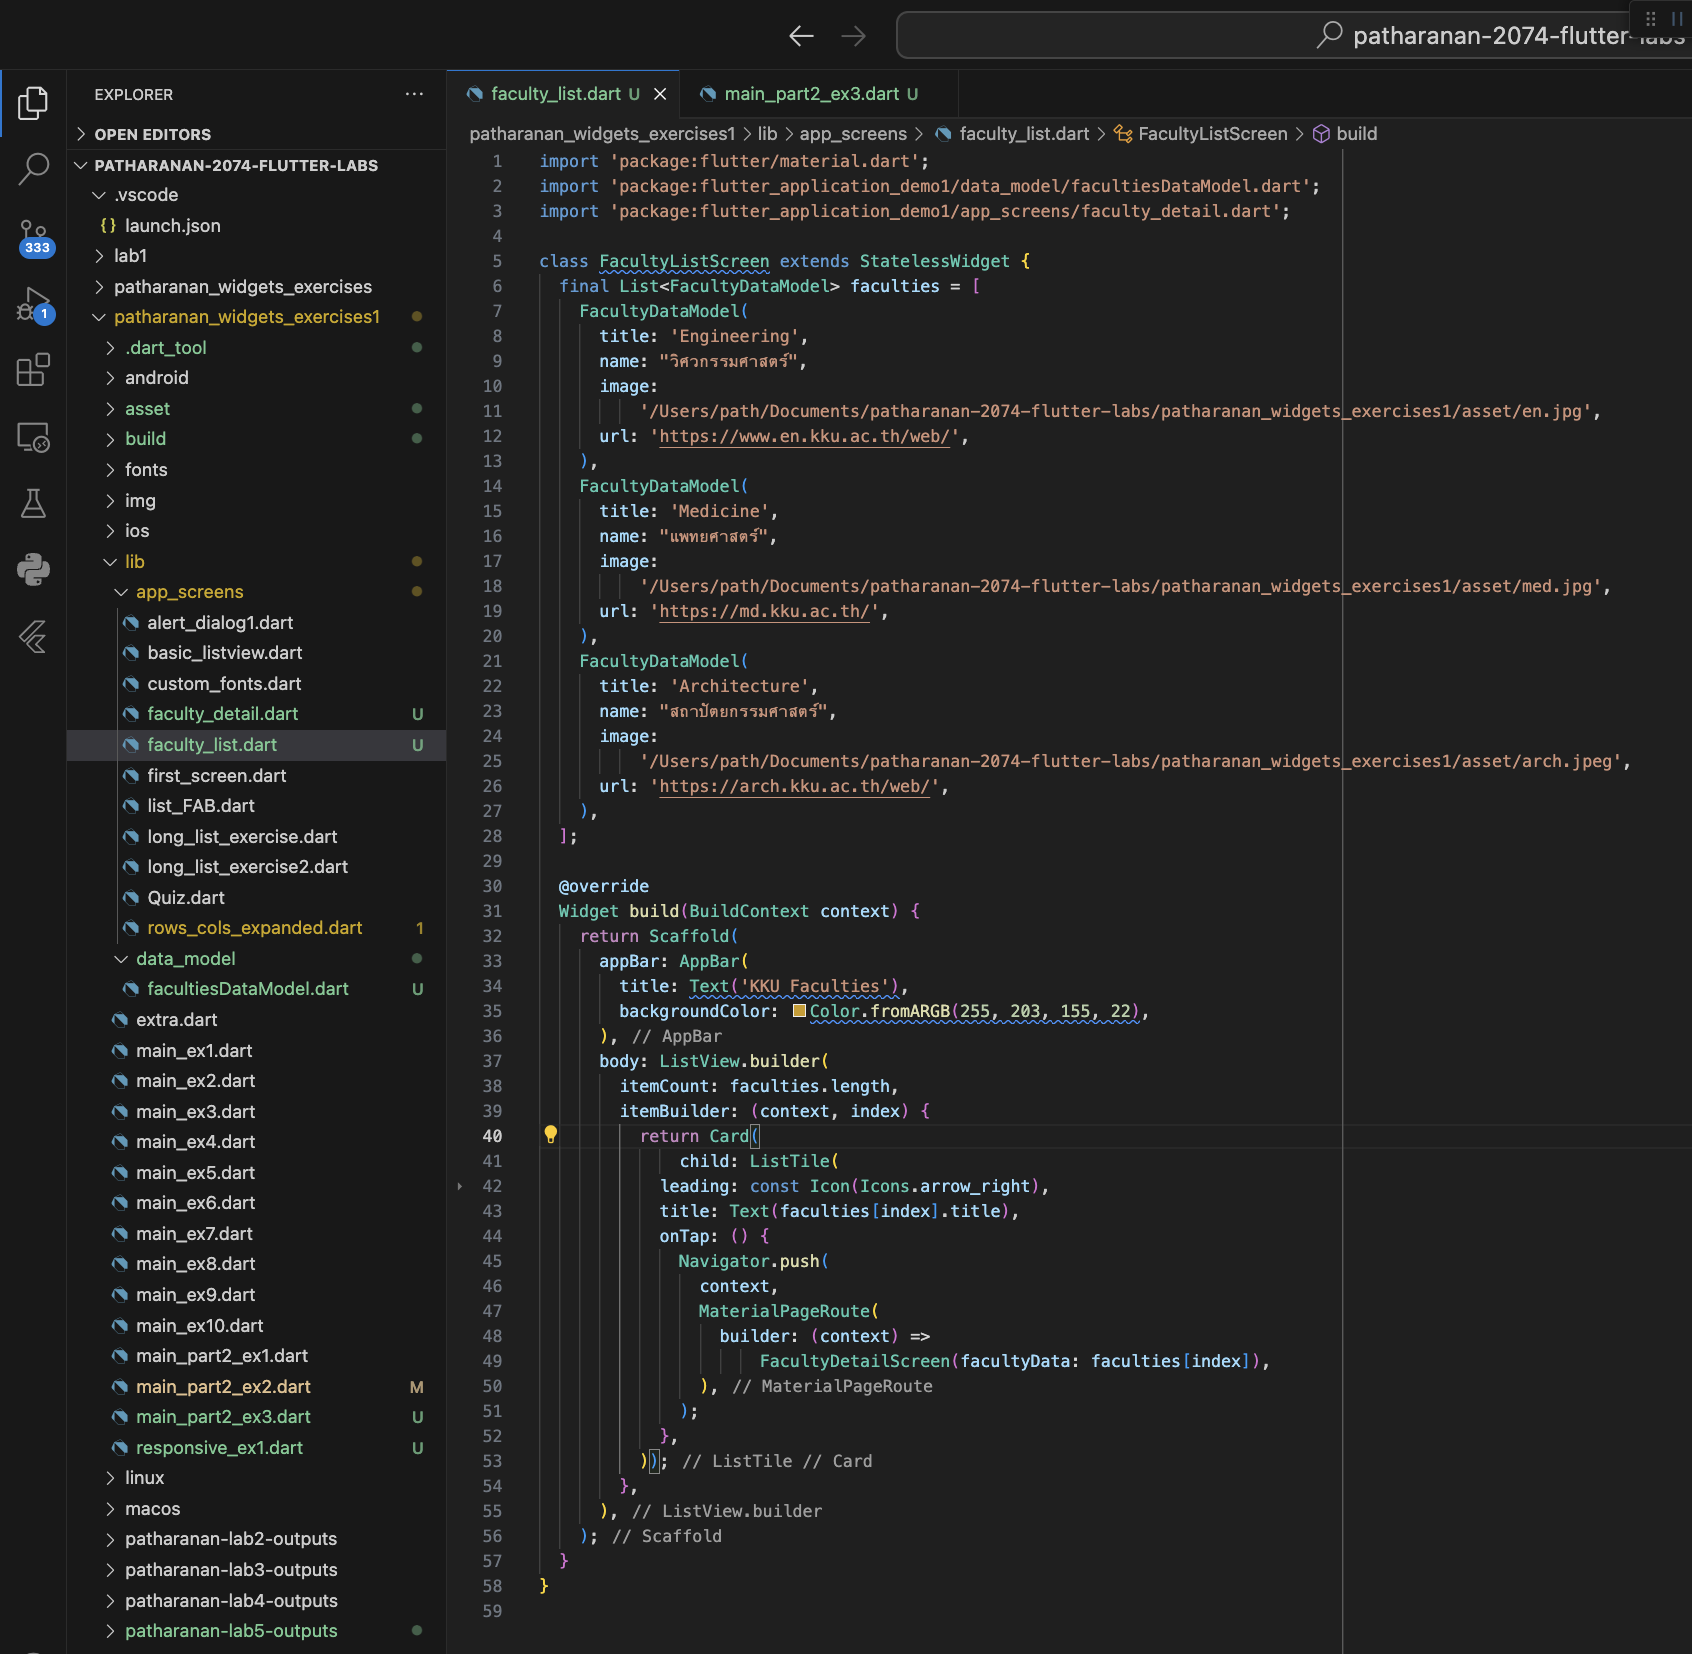 patharanan-2074-flutter-labs
EXPLORER
OPEN EDITORS
PATHARANAN-2074-FLUTTER-LABS
.vscode
{} launch.json
lab1
patharanan_widgets_exercises
patharanan_widgets_exercises1
.dart_tool
android
asset
build
fonts
img
ios
lib
app_screens
alert_dialog1.dart
basic_listview.dart
custom_fonts.dart
faculty_detail.dart U
faculty_list.dart U
first_screen.dart
list_FAB.dart
long_list_exercise.dart
long_list_exercise2.dart
Quiz.dart
rows_cols_expanded.dart 1
data_model
facultiesDataModel.dart U
extra.dart
main_ex1.dart
main_ex2.dart
main_ex3.dart
main_ex4.dart
main_ex5.dart
main_ex6.dart
main_ex7.dart
main_ex8.dart
main_ex9.dart
main_ex10.dart
main_part2_ex1.dart
main_part2_ex2.dart M
main_part2_ex3.dart U
responsive_ex1.dart U
linux
macos
patharanan-lab2-outputs
patharanan-lab3-outputs
patharanan-lab4-outputs
patharanan-lab5-outputs
333
1
faculty_list.dart U
main_part2_ex3.dart U
patharanan_widgets_exercises1 > lib > app_screens > faculty_list.dart > FacultyListScreen > build
1 import 'package:flutter/material.dart';
2 import 'package:flutter_application_demo1/data_model/facultiesDataModel.dart';
3 import 'package:flutter_application_demo1/app_screens/faculty_detail.dart';
4
5 class FacultyListScreen extends StatelessWidget {
6 final List<FacultyDataModel> faculties = [
7 FacultyDataModel(
8 title: 'Engineering',
9 name: "วิศวกรรมศาสตร์",
10 image:
11 '/Users/path/Documents/patharanan-2074-flutter-labs/patharanan_widgets_exercises1/asset/en.jpg',
12 url: 'https://www.en.kku.ac.th/web/',
13 ),
14 FacultyDataModel(
15 title: 'Medicine',
16 name: "แพทยศาสตร์",
17 image:
18 '/Users/path/Documents/patharanan-2074-flutter-labs/patharanan_widgets_exercises1/asset/med.jpg',
19 url: 'https://md.kku.ac.th/',
20 ),
21 FacultyDataModel(
22 title: 'Architecture',
23 name: "สถาปัตยกรรมศาสตร์",
24 image:
25 '/Users/path/Documents/patharanan-2074-flutter-labs/patharanan_widgets_exercises1/asset/arch.jpeg',
26 url: 'https://arch.kku.ac.th/web/',
27 ),
28 ];
29
30 @override
31 Widget build(BuildContext context) {
32 return Scaffold(
33 appBar: AppBar(
34 title: Text('KKU Faculties'),
35 backgroundColor: Color.fromARGB(255, 203, 155, 22),
36 ), // AppBar
37 body: ListView.builder(
38 itemCount: faculties.length,
39 itemBuilder: (context, index) {
40 return Card(
41 child: ListTile(
42 leading: const Icon(Icons.arrow_right),
43 title: Text(faculties[index].title),
44 onTap: () {
45 Navigator.push(
46 context,
47 MaterialPageRoute(
48 builder: (context) =>
49 FacultyDetailScreen(facultyData: faculties[index]),
50 ), // MaterialPageRoute
51 );
52 },
53 )); // ListTile // Card
54 },
55 ), // ListView.builder
56 ); // Scaffold
57 }
58 }
59